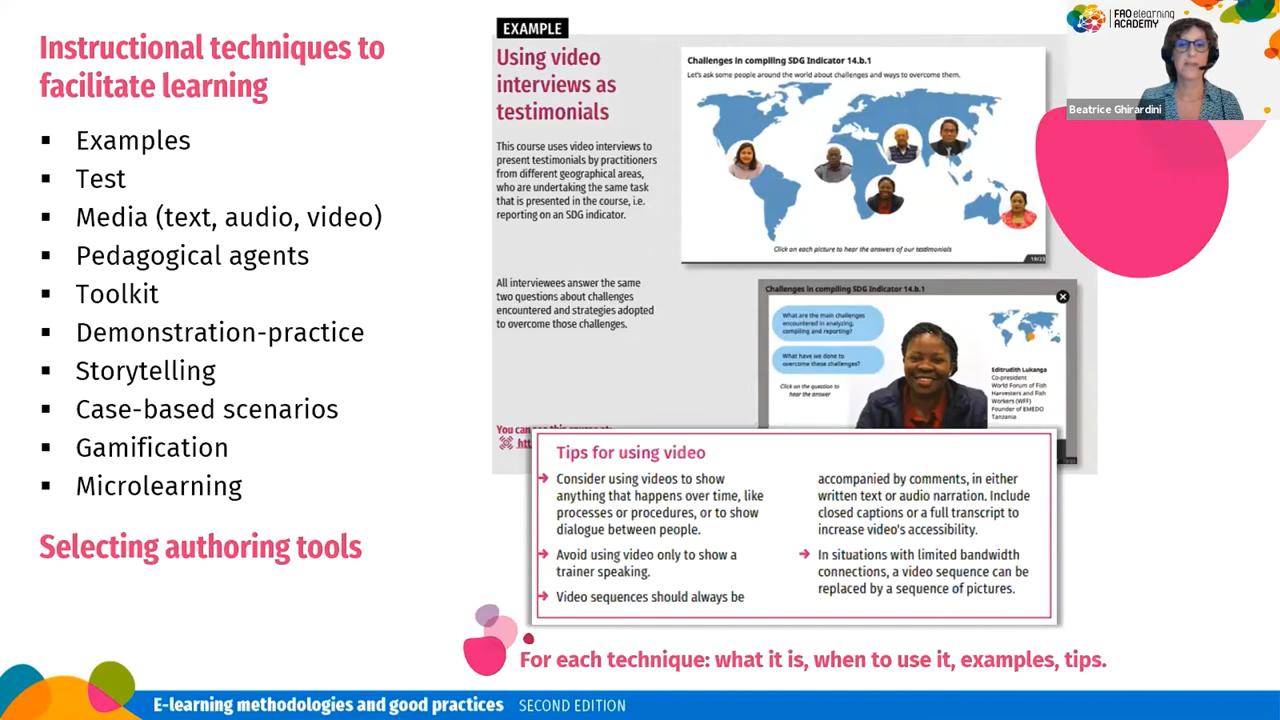 Instructional techniques to
facilitate learning
▪ Examples
▪ Test
▪ Media (text, audio, video)
▪ Pedagogical agents
▪ Toolkit
▪ Demonstration-practice
▪ Storytelling
▪ Case-based scenarios
▪ Gamification
▪ Microlearning
Selecting authoring tools
EXAMPLE
Using video
interviews as
testimonials
This course uses video interviews to
present testimonials by practitioners
from different geographical areas,
who are undertaking the same task
that is presented in the course, i.e.
reporting on an SDG indicator.
All interviewees answer the same
two questions about challenges
encountered and strategies adopted
to overcome those challenges.
Challenges in compiling SDG Indicator 14.b.1
Let's ask some people around the world about challenges and ways to overcome them.
Click on each picture to hear the answers of our testimonials
19/23
Challenges in compiling SDG Indicator 14.b.1
What are the main challenges
encountered in analyzing,
compiling and reporting?
What have we done to
overcome these challenges?
Click on the question to
hear the answer
Editrudith Lukanga
Co-president
World Forum of Fish
Harvesters and Fish
Workers (WFF)
Founder of EMEDO
Tanzania
Tips for using video
Consider using videos to show
anything that happens over time, like
processes or procedures, or to show
dialogue between people.
Avoid using video only to show a
trainer speaking.
Video sequences should always be
accompanied by comments, in either
written text or audio narration. Include
closed captions or a full transcript to
increase video's accessibility.
In situations with limited bandwidth
connections, a video sequence can be
replaced by a sequence of pictures.
For each technique: what it is, when to use it, examples, tips.
E-learning methodologies and good practices SECOND EDITION
FAO elearning
ACADEMY
Beatrice Ghirardini